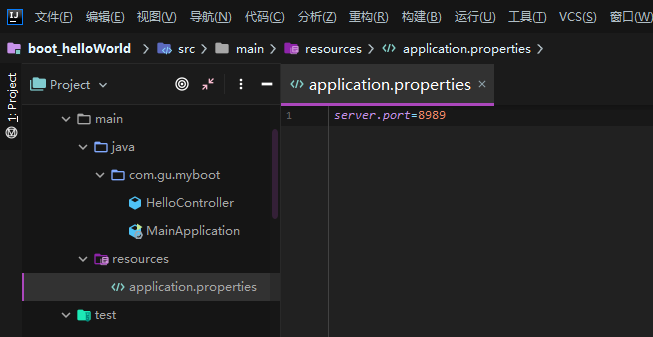 IJ 文件(F) 编辑(E) 视图(V) 导航(N) 代码(C) 分析(Z) 重构(R) 构建(B) 运行(U) 工具(T) VCS(S) 窗口(W)
boot_helloWorld src main resources application.properties
1: Project
Project
application.properties
1 server.port=8989
main
java
com.gu.myboot
HelloController
MainApplication
resources
application.properties
test